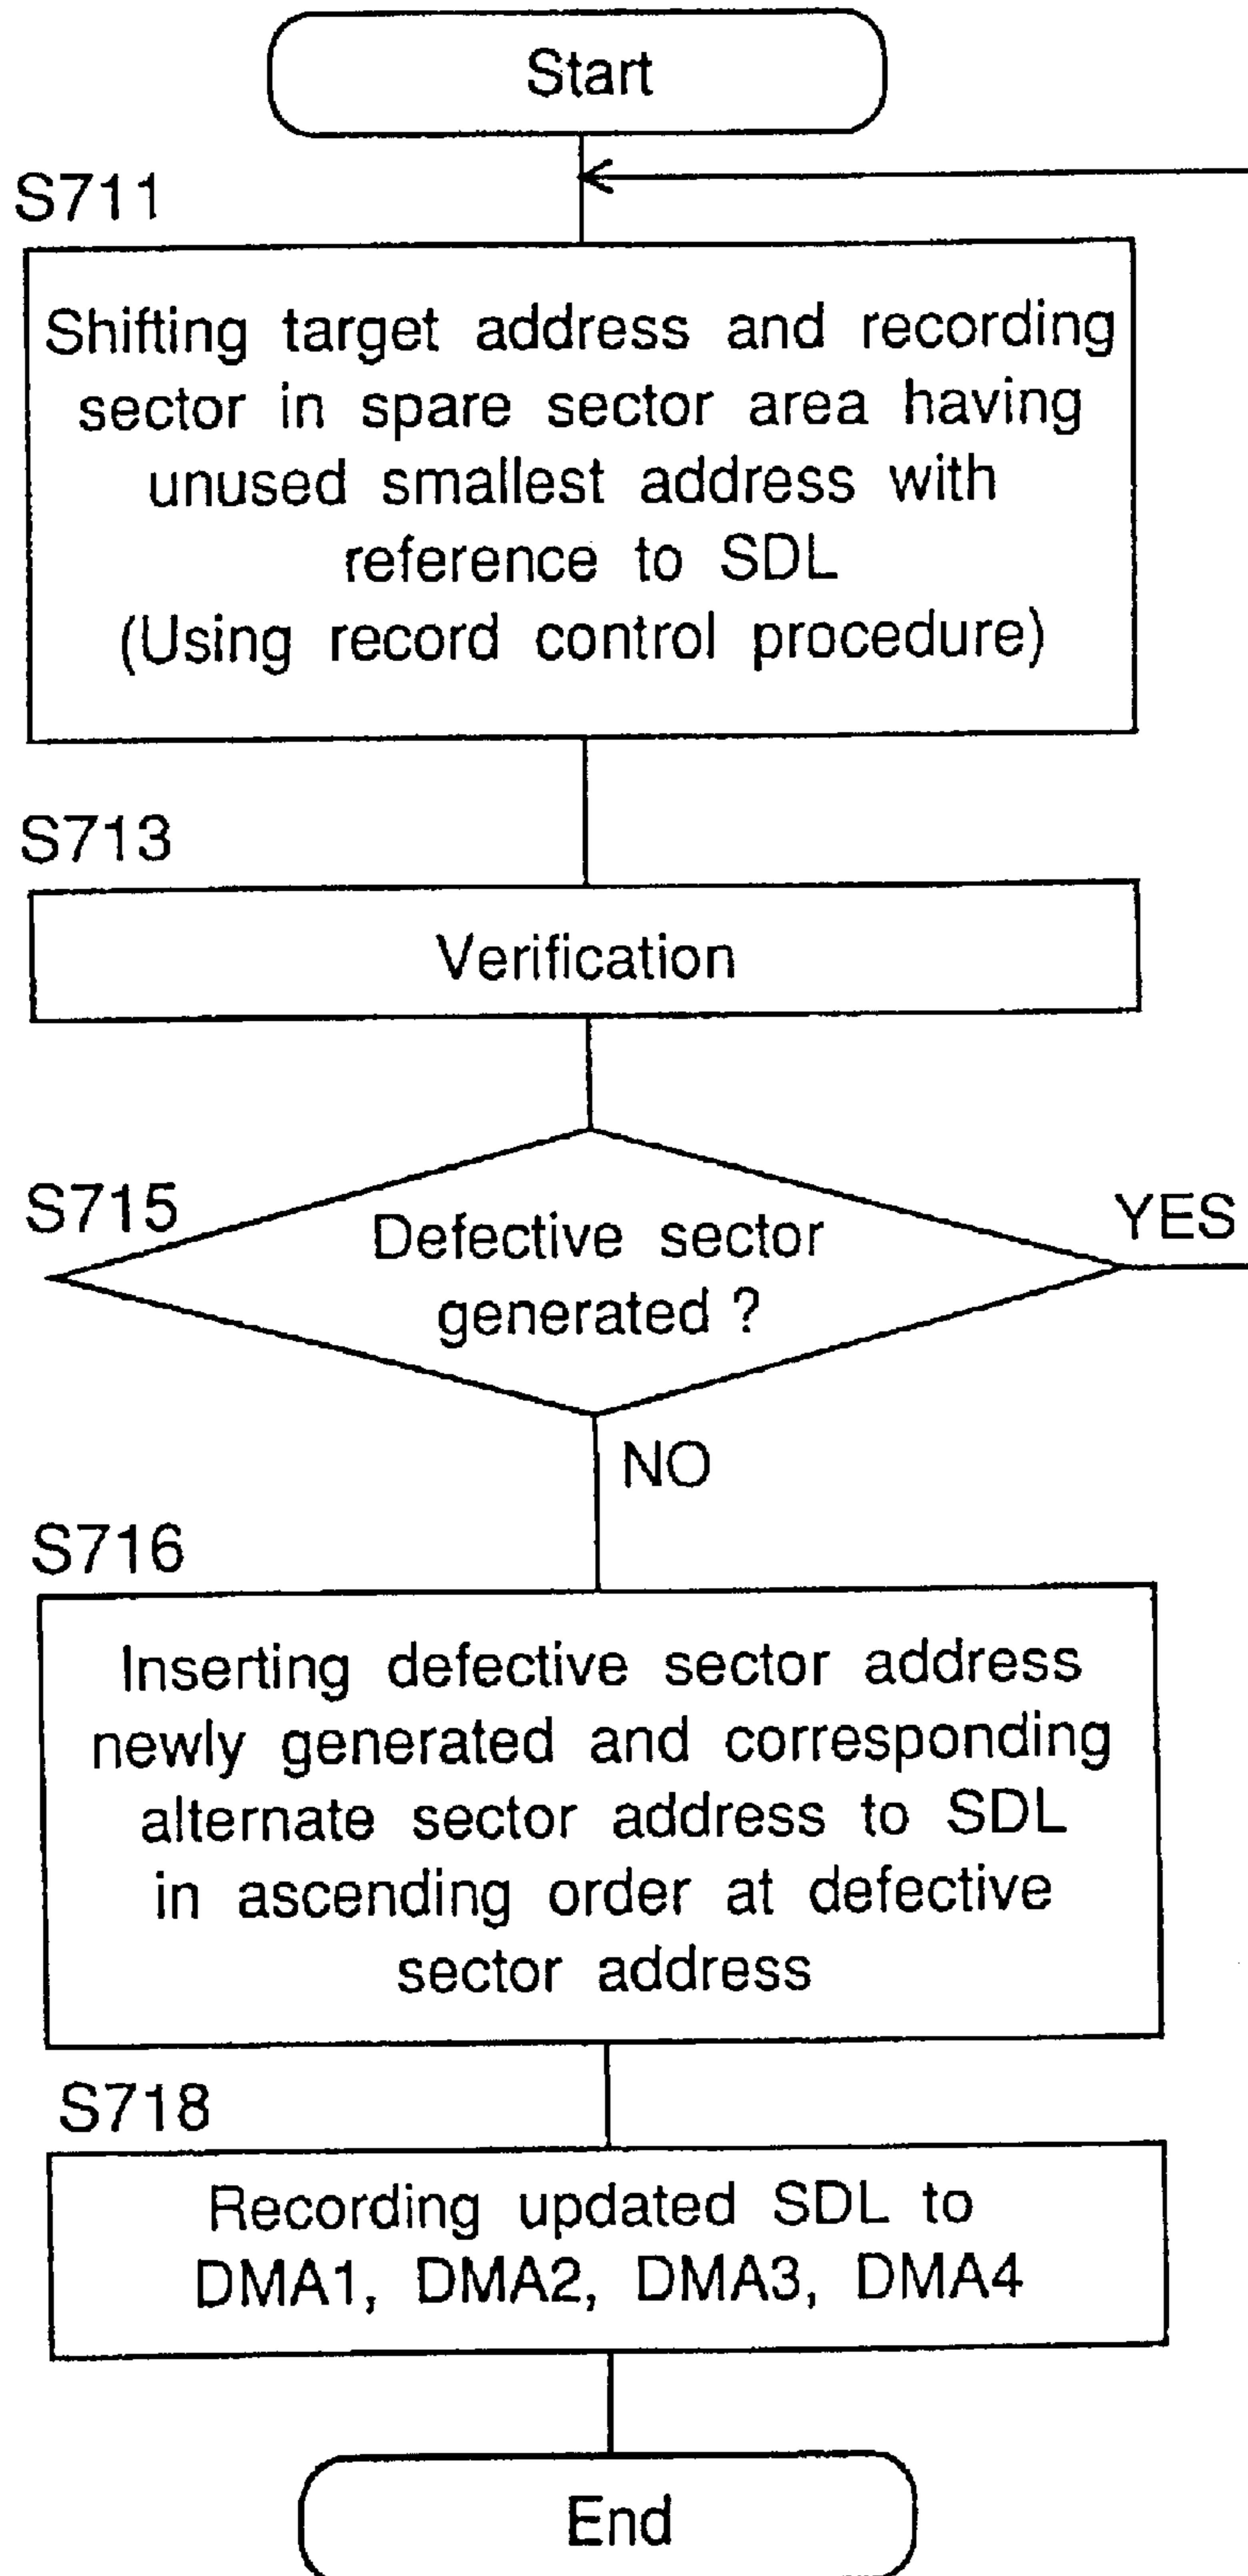 Start
S711
Shifting target address and recording
sector in spare sector area having
unused smallest address with
reference to SDL
(Using record control procedure)
S713
Verification
S715
Defective sector
generated ?
YES
NO
S716
Inserting defective sector address
newly generated and corresponding
alternate sector address to SDL
in ascending order at defective
sector address
S718
Recording updated SDL to
DMA1, DMA2, DMA3, DMA4
End